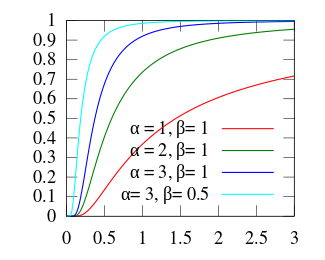 1
0.9
0.8
0.7
0.6
0.5
0.4
0.3
0.2
0.1
0
α = 1, β= 1
α = 2, β= 1
α = 3, β= 1
α= 3, β= 0.5
0 0.5 1 1.5 2 2.5 3